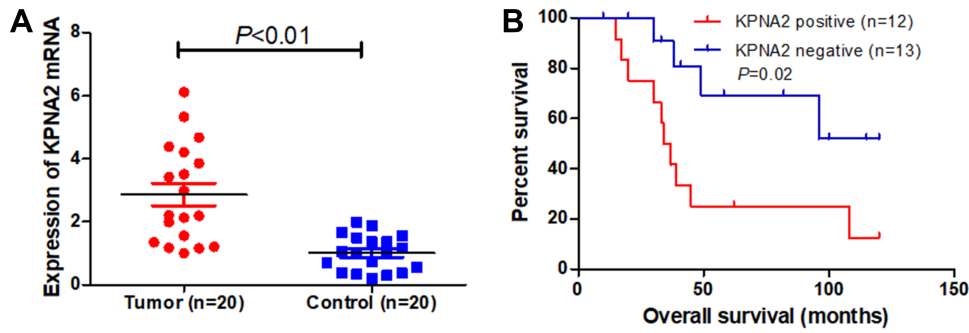 A
Expression of KPNA2 mRNA
8
6
4
2
0
P<0.01
Tumor (n=20)
Control (n=20)
B
Percent survival
100
80
60
40
20
0
KPNA2 positive (n=12)
KPNA2 negative (n=13)
P=0.02
0
50
100
150
Overall survival (months)